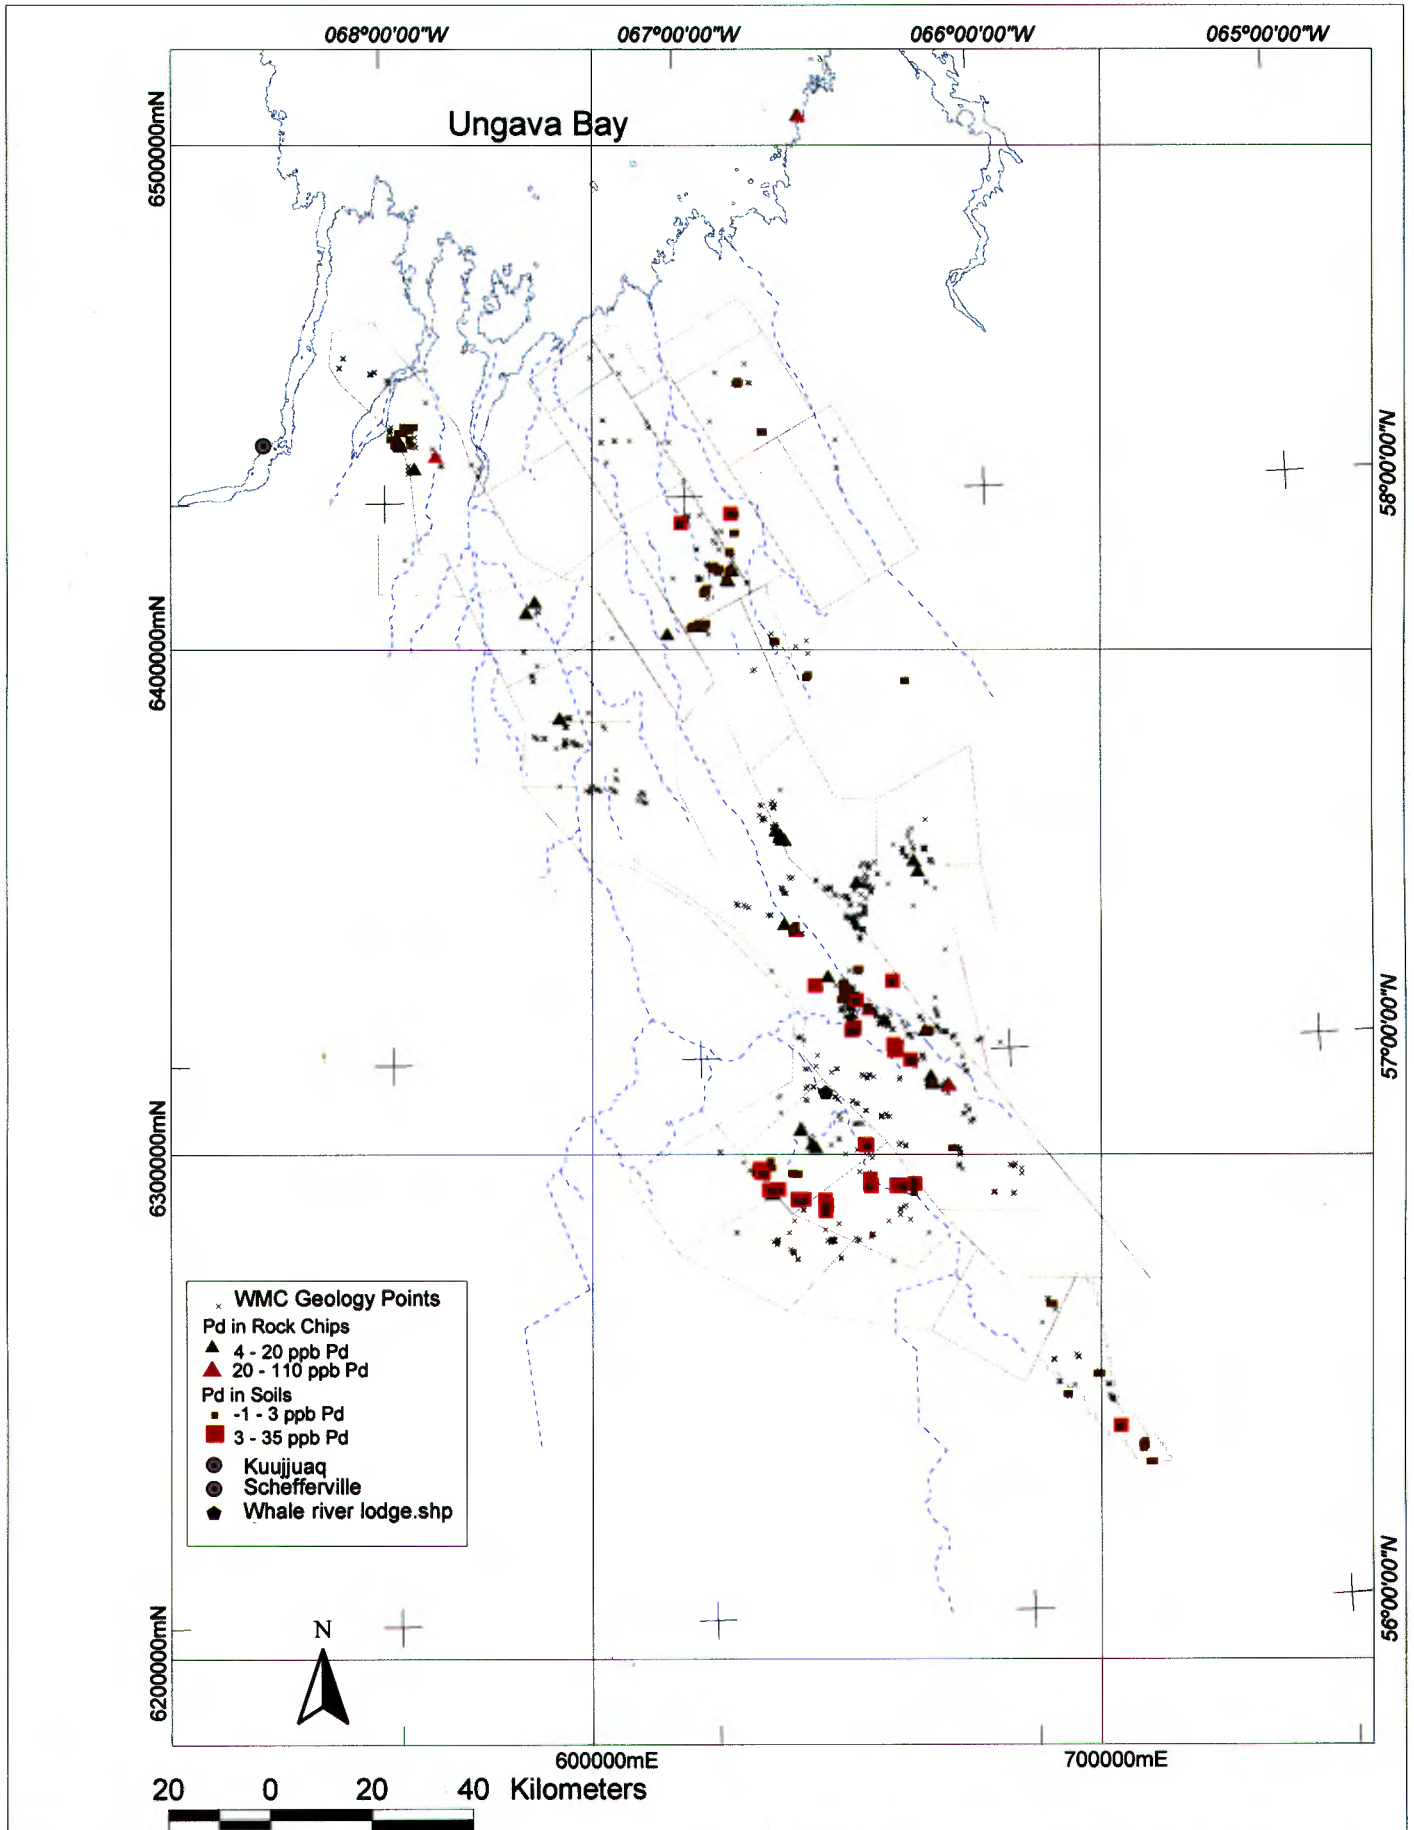 068°00'00"W 067°00'00"W 066°00'00"W 065°00'00"W
Ungava Bay
6500000mN
6400000mN
6300000mN
6200000mN
58°00'00"N
57°00'00"N
56°00'00"N
WMC Geology Points
Pd in Rock Chips
4 - 20 ppb Pd
20 - 110 ppb Pd
Pd in Soils
-1 - 3 ppb Pd
3 - 35 ppb Pd
Kuujjuaq
Schefferville
Whale river lodge.shp
N
600000mE 700000mE
20 0 20 40 Kilometers